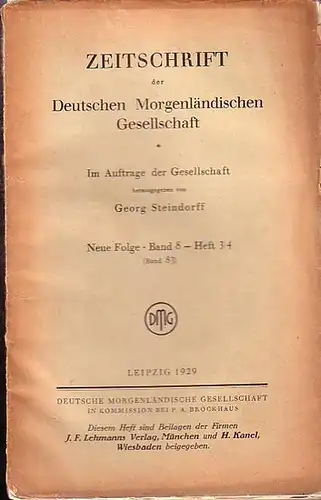 ZEITSCHRIFT
der
Deutschen Morgenländischen
Gesellschaft
*
Im Auftrage der Gesellschaft
herausgegeben von
Georg Steindorff
Neue Folge · Band 8 – Heft 3/4
(Band 83)
DMG
LEIPZIG 1929
DEUTSCHE MORGENLÄNDISCHE GESELLSCHAFT
IN KOMMISSION BEI F. A. BROCKHAUS
Diesem Heft sind Beilagen der Firmen
J. F. Lehmanns Verlag, München und H. Kanel,
Wiesbaden beigegeben.